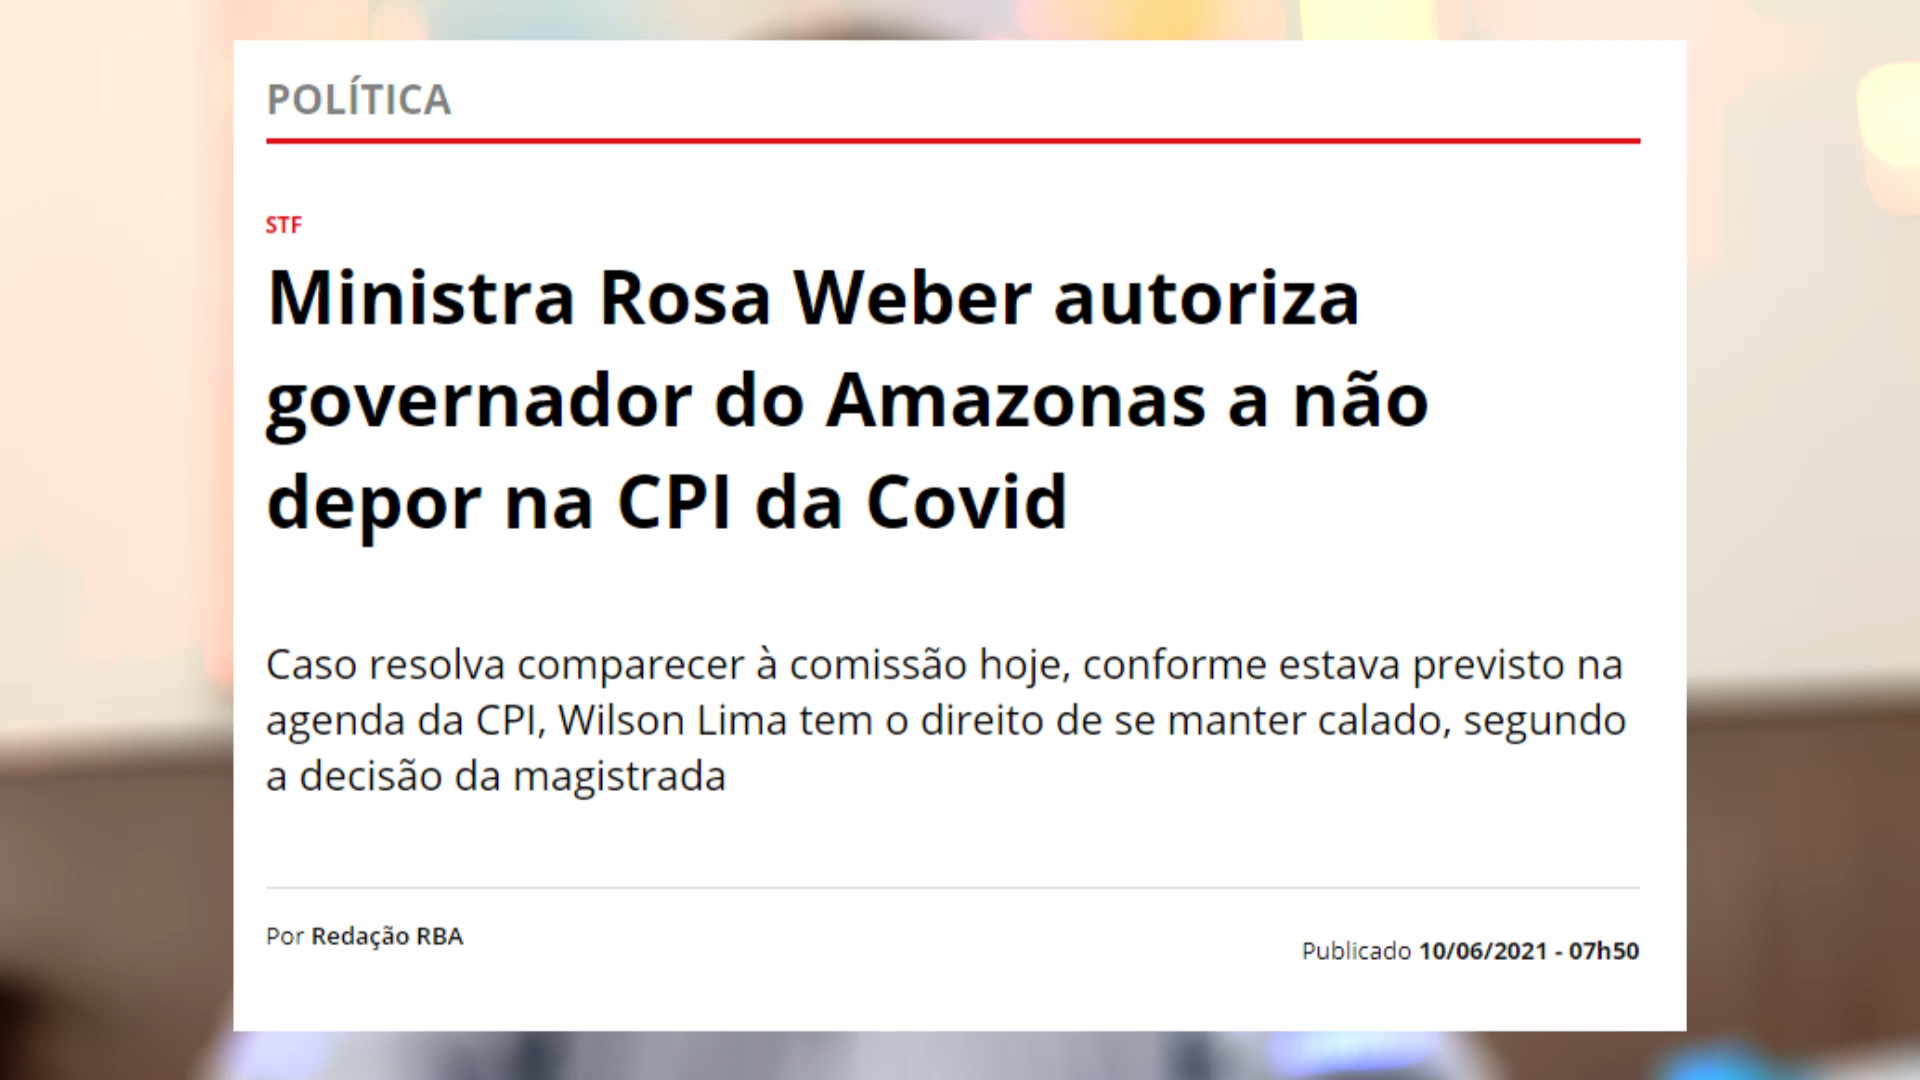 POLÍTICA
STF
Ministra Rosa Weber autoriza
governador do Amazonas a não
depor na CPI da Covid
Caso resolva comparecer à comissão hoje, conforme estava previsto na
agenda da CPI, Wilson Lima tem o direito de se manter calado, segundo
a decisão da magistrada
Por Redação RBA
Publicado 10/06/2021 - 07h50